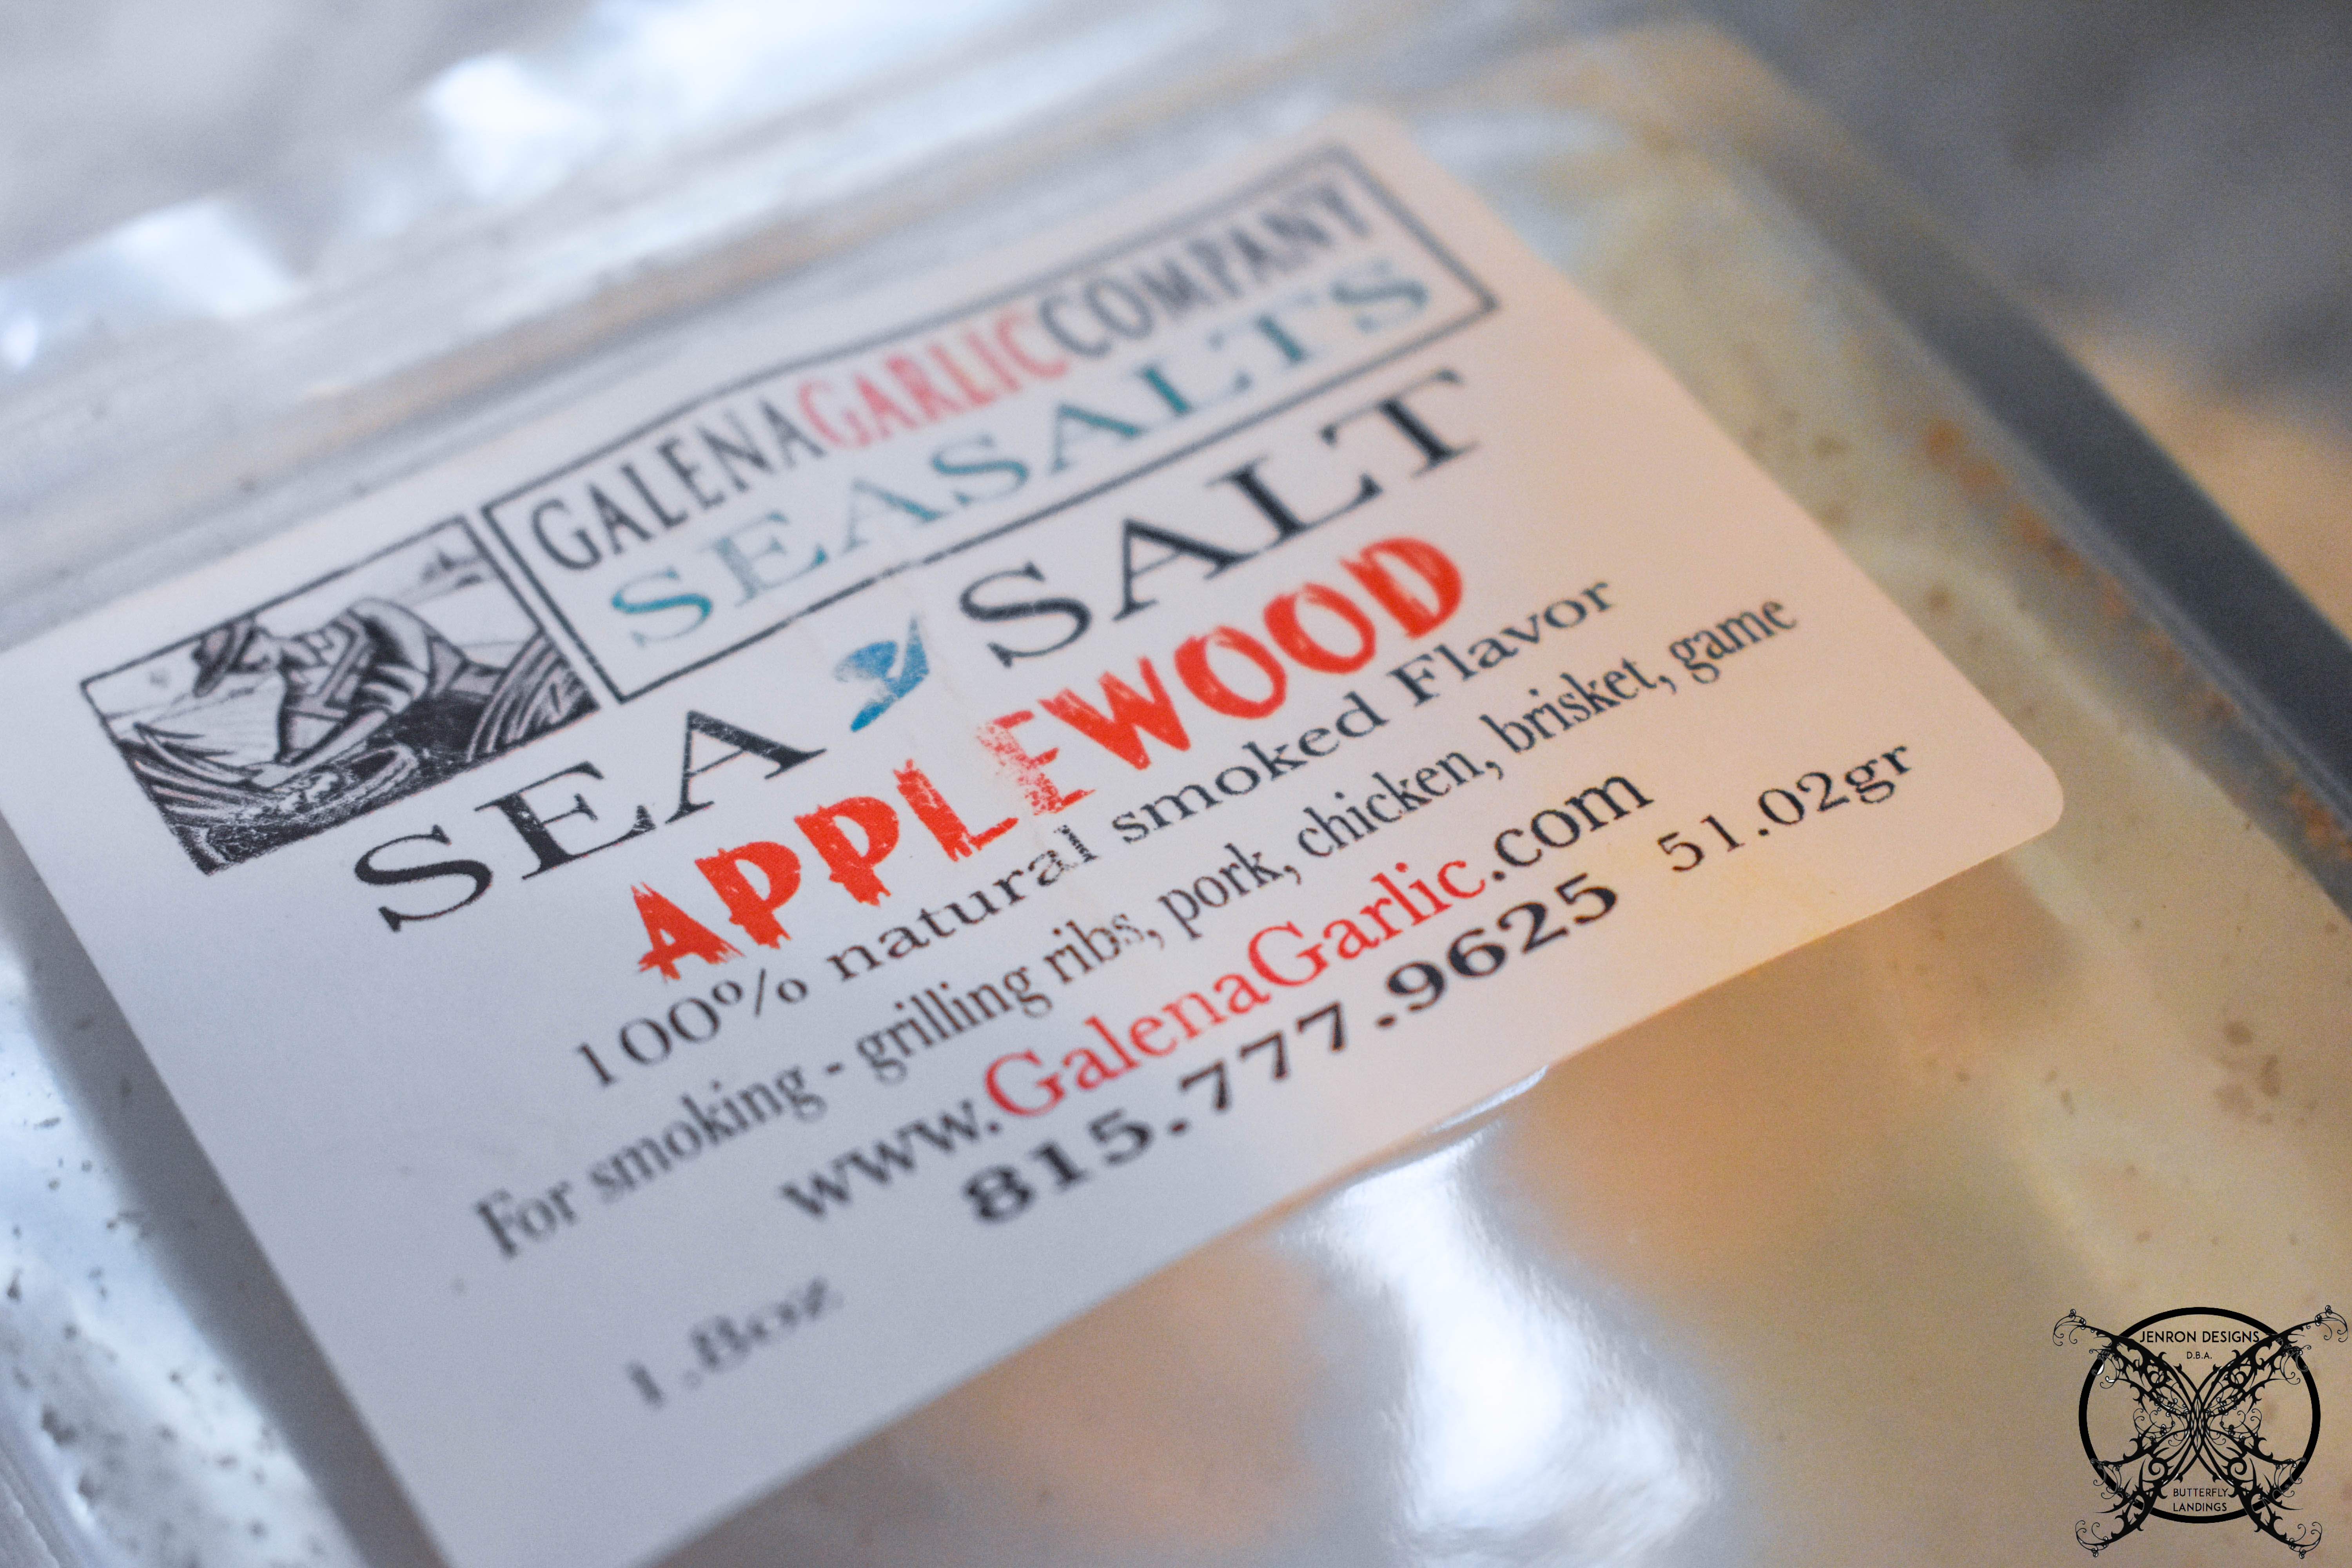 GALENAGARLICCOMPANY
SEASALTS
SEA SALT
APPLEWOOD
100% natural smoked Flavor
For smoking - grilling ribs, pork, chicken, brisket, game
www.GalenaGarlic.com
815.777.9625
1.8oz
51.02gr
JENRON DESIGNS
D.B.A.
BUTTERFLY
LANDINGS